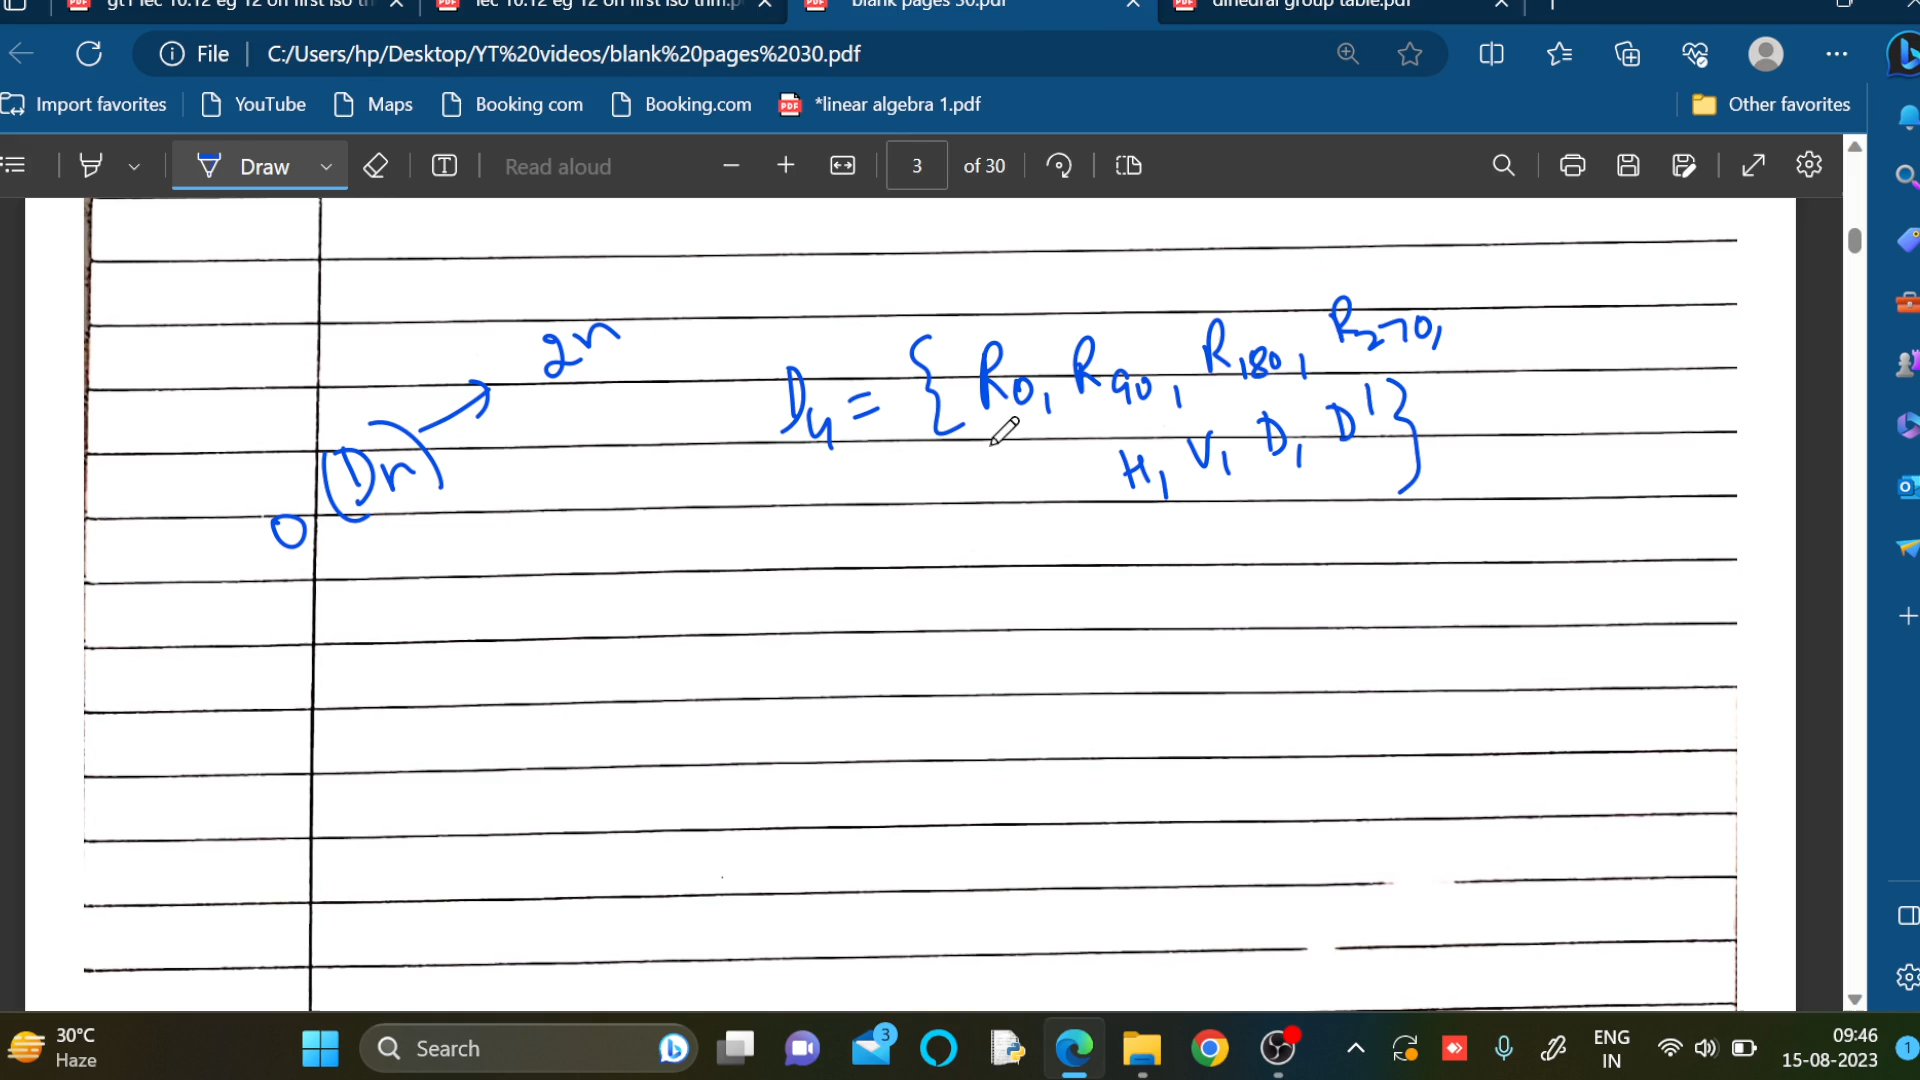 gt1 lec 10.12 eg 12 on first iso th
lec 10.12 eg 12 on first iso thm.p
blank pages 30.pdf
dihedral group table.pdf
File
C:/Users/hp/Desktop/YT%20videos/blank%20pages%2030.pdf
Import favorites
YouTube
Maps
Booking com
Booking.com
*linear algebra 1.pdf
Other favorites
Draw
Read aloud
3
of 30
2n
O(Dn)
D4 = {R0, R90, R180, R270,
H, V, D, D'}
30°C
Haze
Search
3
ENG
IN
09:46
15-08-2023
1